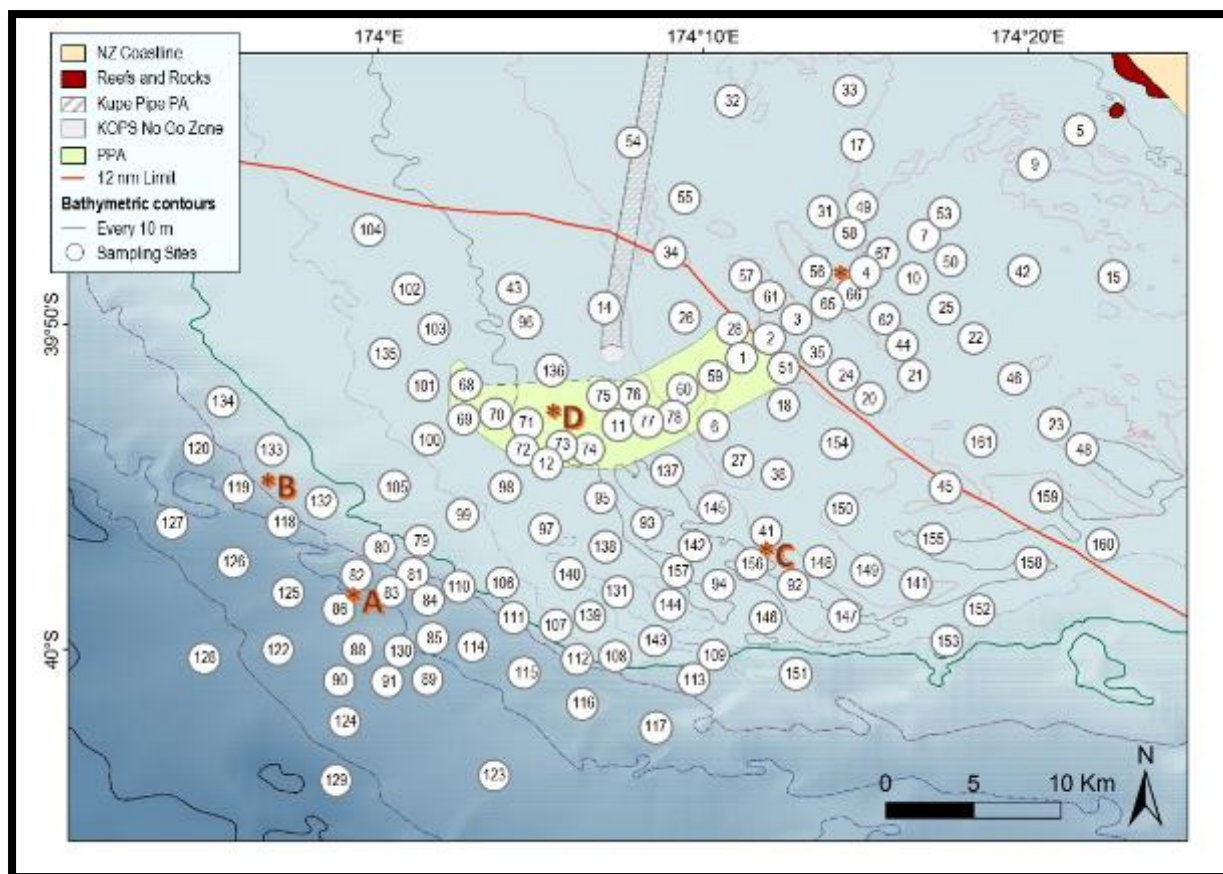 174°E 174°10'E 174°20'E
NZ Coastline
Reefs and Rocks
Kupe Pipe PA
KOPS No Go Zone
PPA
12 nm Limit
Bathymetric contours
Every 10 m
Sampling Sites
33
32
5
54 17
9
55
31 49 53
104 58 7
34 67 50
57 56 * 4 10 42 15
102 43 61 66
14 65 25
26 3 62
103 96 28 2 22
39°50'S
135 1 35 44
136 59 51 24 21 46
101 68 60
134 75 76 20
70 *D 78 18
69 71 11 77 6 23
100 73 154 161 48
120 133 72 74
12 137 27 38
119 *B 105 98 45
132 95 159
127 118 99 145 150
97 93 41
80 79 138 142 *C 155 160
126 156 148 158
82 81 140 157 149
125 *A 83 110 106 131 94 92 141
86 84 144 152
111 107 139 146 147
85 143 153
40°S
128 122 88 130 114 112 108 109
90 91 89 115 113 151
116
124 117
129 123
0 5 10 Km
N